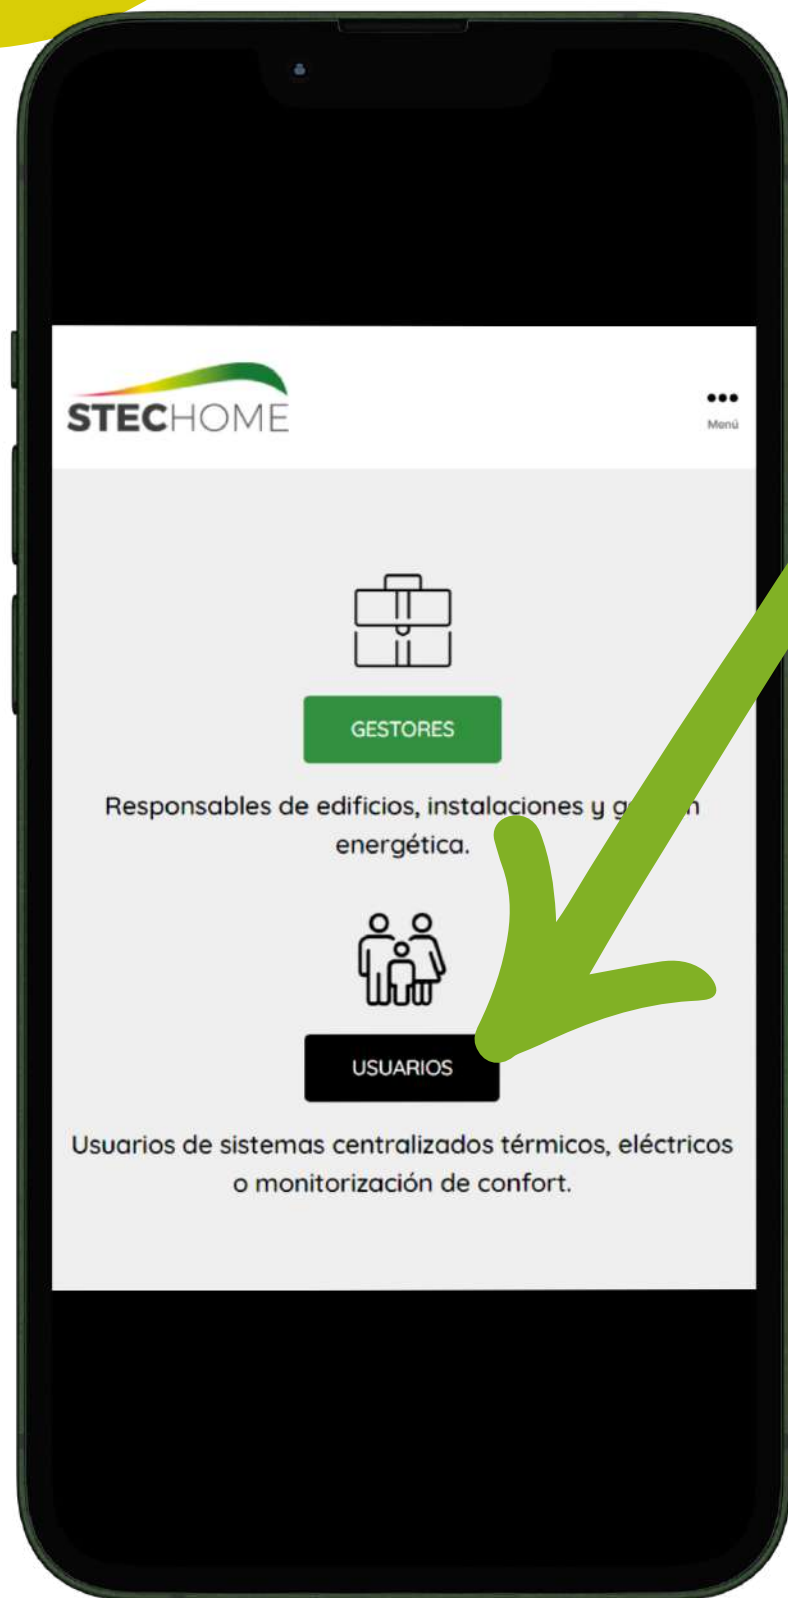 STECHOME
Menú
GESTORES
Responsables de edificios, instalaciones y
energética.
USUARIOS
Usuarios de sistemas centralizados térmicos, eléctricos
o monitorización de confort.